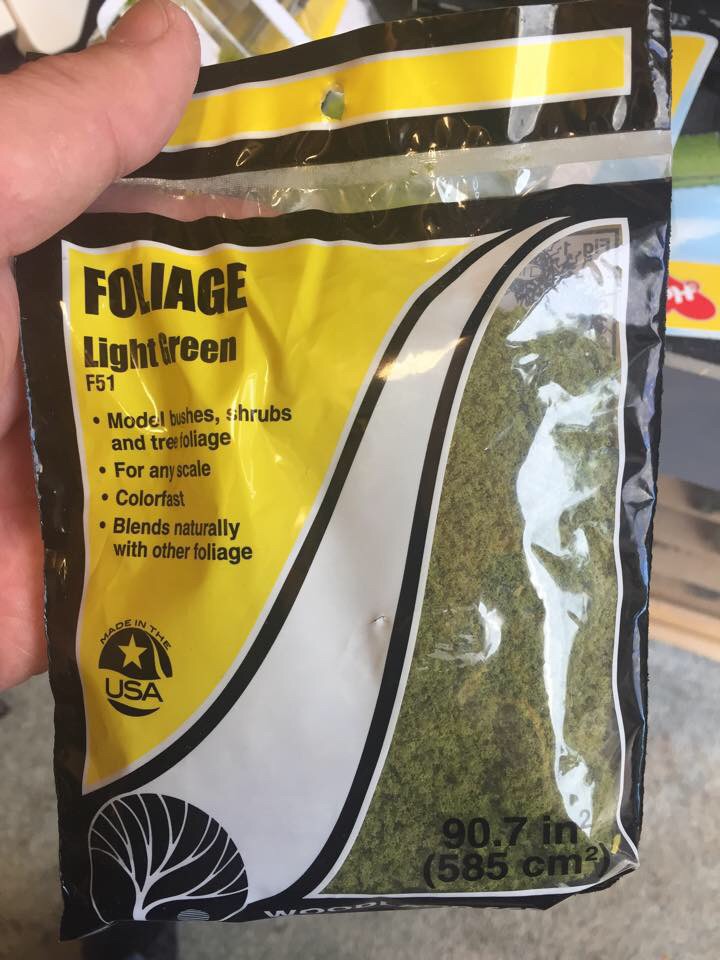 FOLIAGE
Light Green
F51
• Model bushes, shrubs
and tree foliage
• For any scale
• Colorfast
• Blends naturally
with other foliage
MADE IN THE
USA
90.7 in²
(585 cm²)